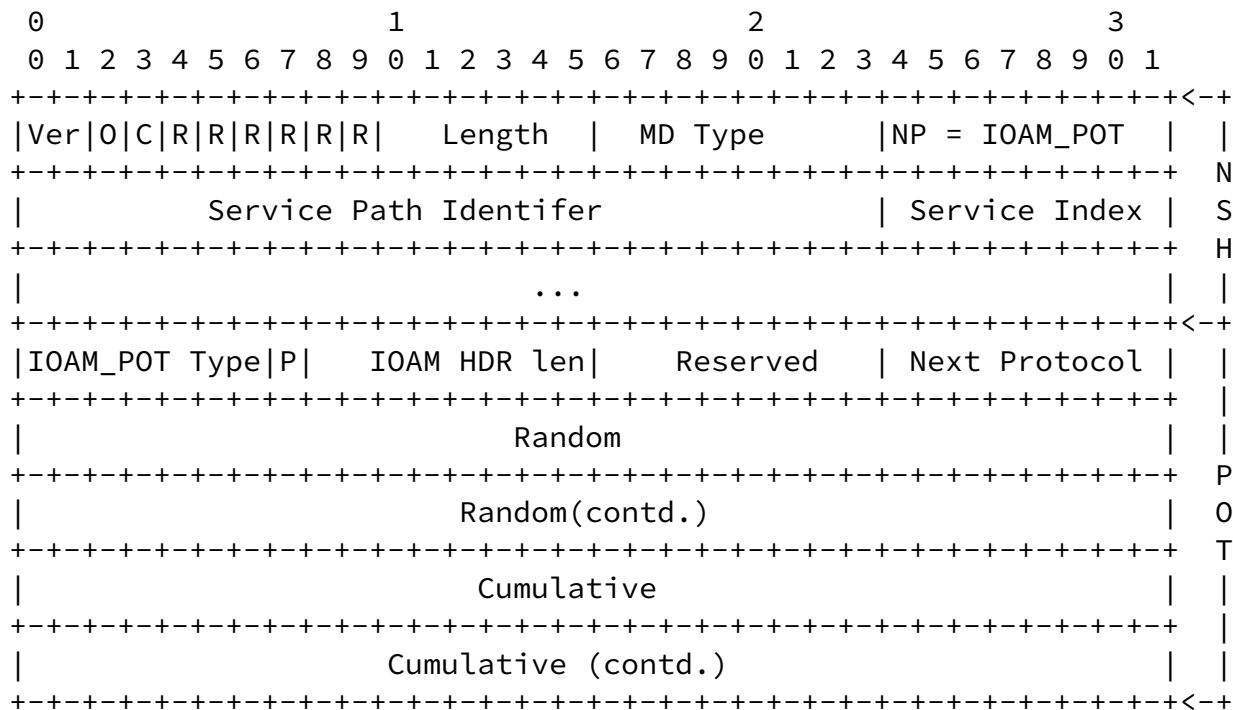 0                   1                   2                   3
 0 1 2 3 4 5 6 7 8 9 0 1 2 3 4 5 6 7 8 9 0 1 2 3 4 5 6 7 8 9 0 1
+-+-+-+-+-+-+-+-+-+-+-+-+-+-+-+-+-+-+-+-+-+-+-+-+-+-+-+-+-+-+-+-+<-+
|Ver|O|C|R|R|R|R|R|R|   Length  |  MD Type      |NP = IOAM_POT  |  |
+-+-+-+-+-+-+-+-+-+-+-+-+-+-+-+-+-+-+-+-+-+-+-+-+-+-+-+-+-+-+-+-+  N
|          Service Path Identifer               | Service Index |  S
+-+-+-+-+-+-+-+-+-+-+-+-+-+-+-+-+-+-+-+-+-+-+-+-+-+-+-+-+-+-+-+-+  H
|                            ...                                |  |
+-+-+-+-+-+-+-+-+-+-+-+-+-+-+-+-+-+-+-+-+-+-+-+-+-+-+-+-+-+-+-+-+<-+
|IOAM_POT Type|P|   IOAM HDR len|    Reserved   | Next Protocol |  |
+-+-+-+-+-+-+-+-+-+-+-+-+-+-+-+-+-+-+-+-+-+-+-+-+-+-+-+-+-+-+-+-+  |
|                           Random                              |  |
+-+-+-+-+-+-+-+-+-+-+-+-+-+-+-+-+-+-+-+-+-+-+-+-+-+-+-+-+-+-+-+-+  P
|                        Random(contd.)                         |  O
+-+-+-+-+-+-+-+-+-+-+-+-+-+-+-+-+-+-+-+-+-+-+-+-+-+-+-+-+-+-+-+-+  T
|                         Cumulative                            |  |
+-+-+-+-+-+-+-+-+-+-+-+-+-+-+-+-+-+-+-+-+-+-+-+-+-+-+-+-+-+-+-+-+  |
|                    Cumulative (contd.)                        |  |
+-+-+-+-+-+-+-+-+-+-+-+-+-+-+-+-+-+-+-+-+-+-+-+-+-+-+-+-+-+-+-+-+<-+